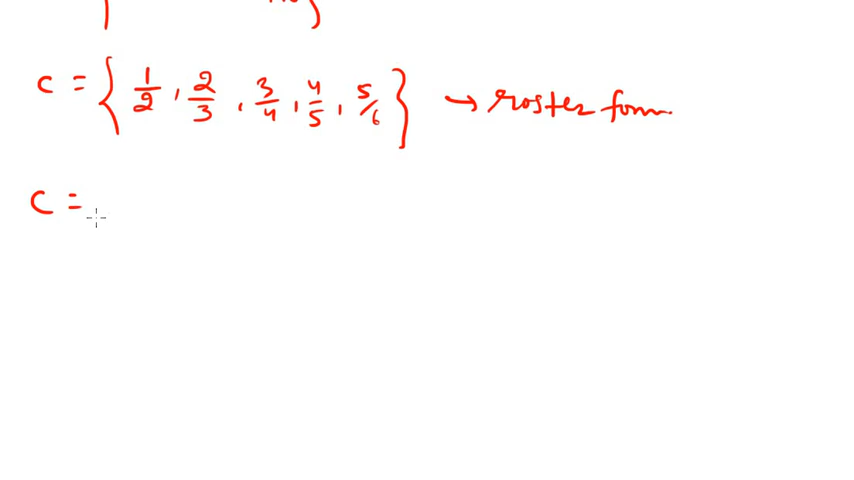 C = { 1/2 , 2/3 , 3/4 , 4/5 , 5/6 } → roster form
C =